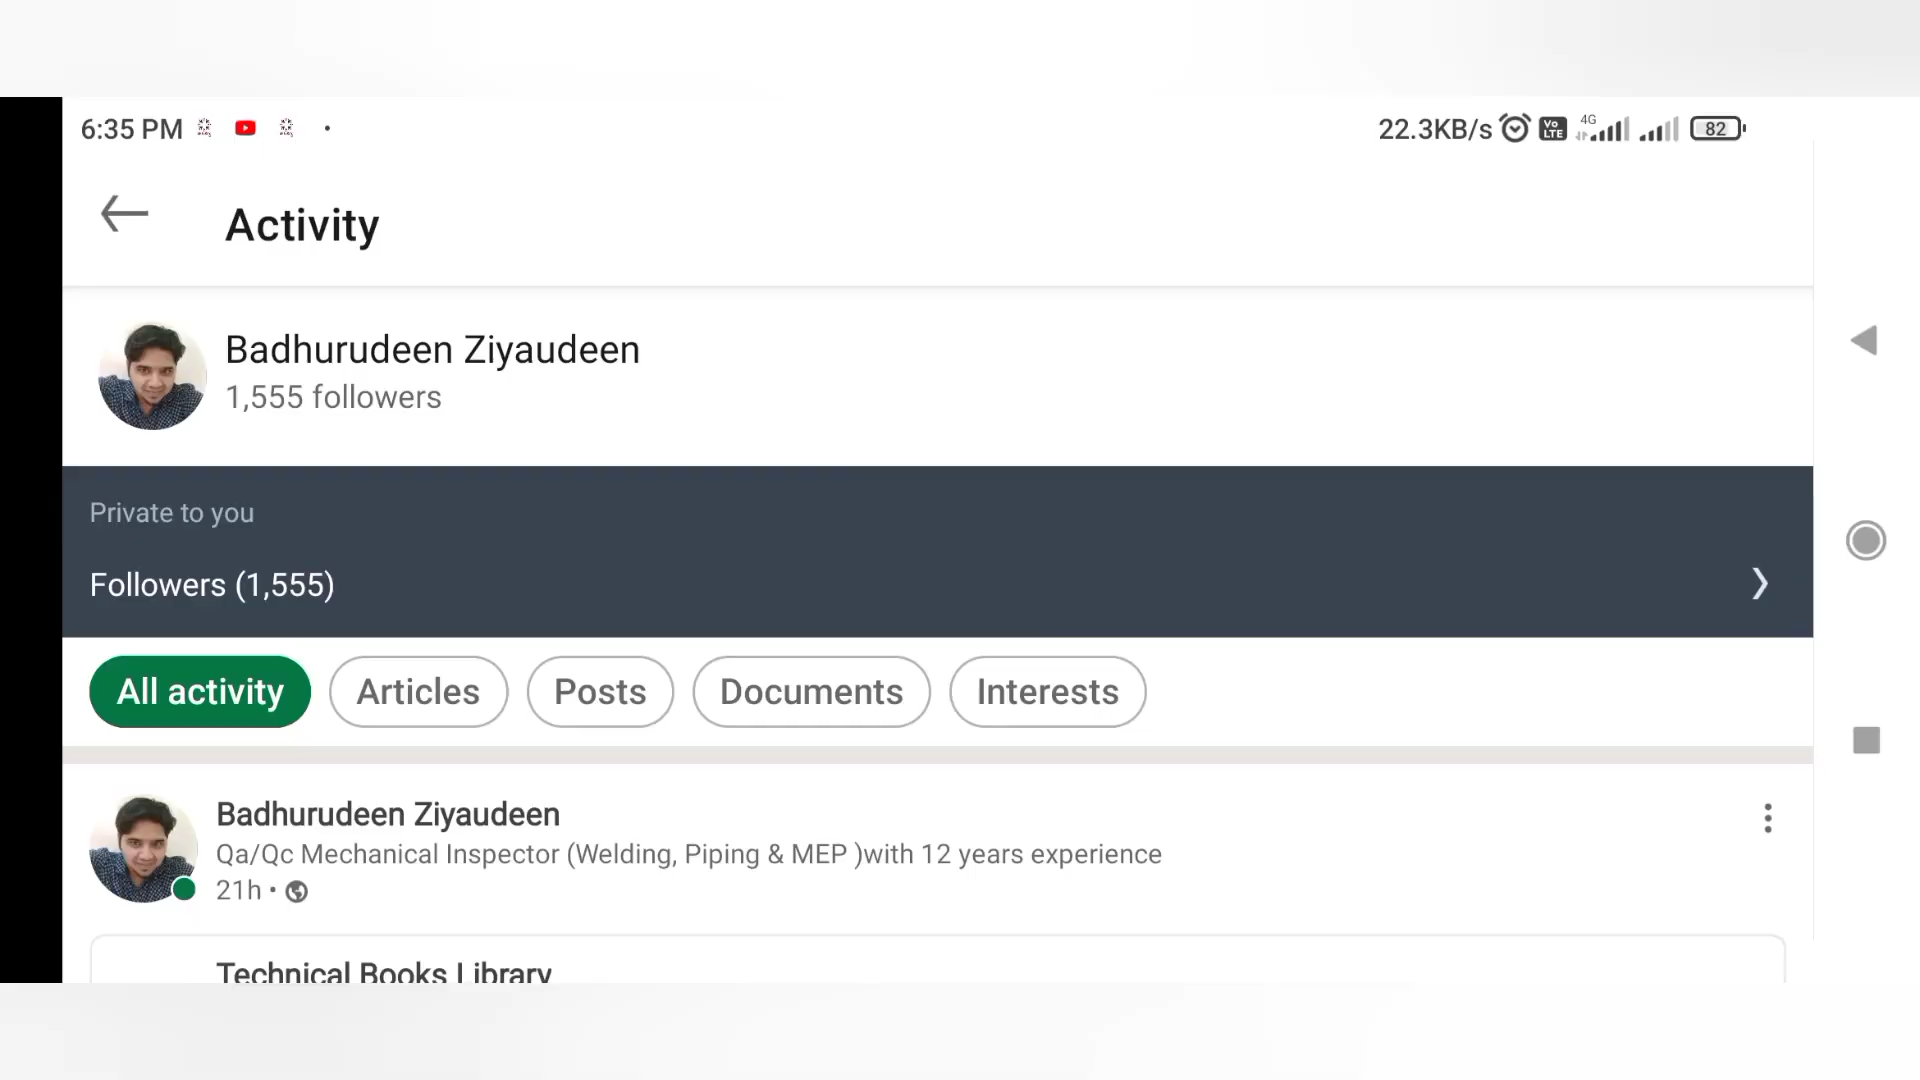 6:35 PM 22.3KB/s Vo LTE 4G 82
Activity
Badhurudeen Ziyaudeen
1,555 followers
Private to you
Followers (1,555)
All activity Articles Posts Documents Interests
Badhurudeen Ziyaudeen
Qa/Qc Mechanical Inspector (Welding, Piping & MEP )with 12 years experience
21h •
Technical Books Library